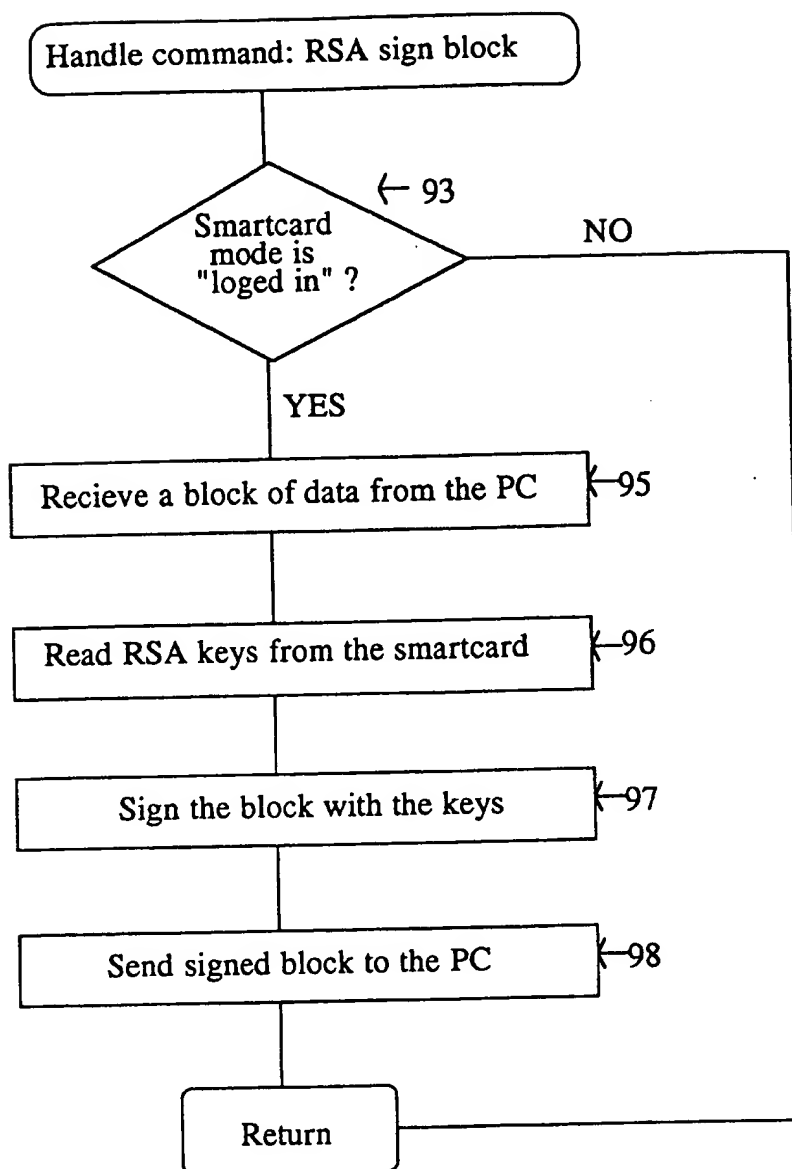 Handle command: RSA sign block
93
Smartcard
mode is
"loged in" ?
NO
YES
Recieve a block of data from the PC
95
Read RSA keys from the smartcard
96
Sign the block with the keys
97
Send signed block to the PC
98
Return